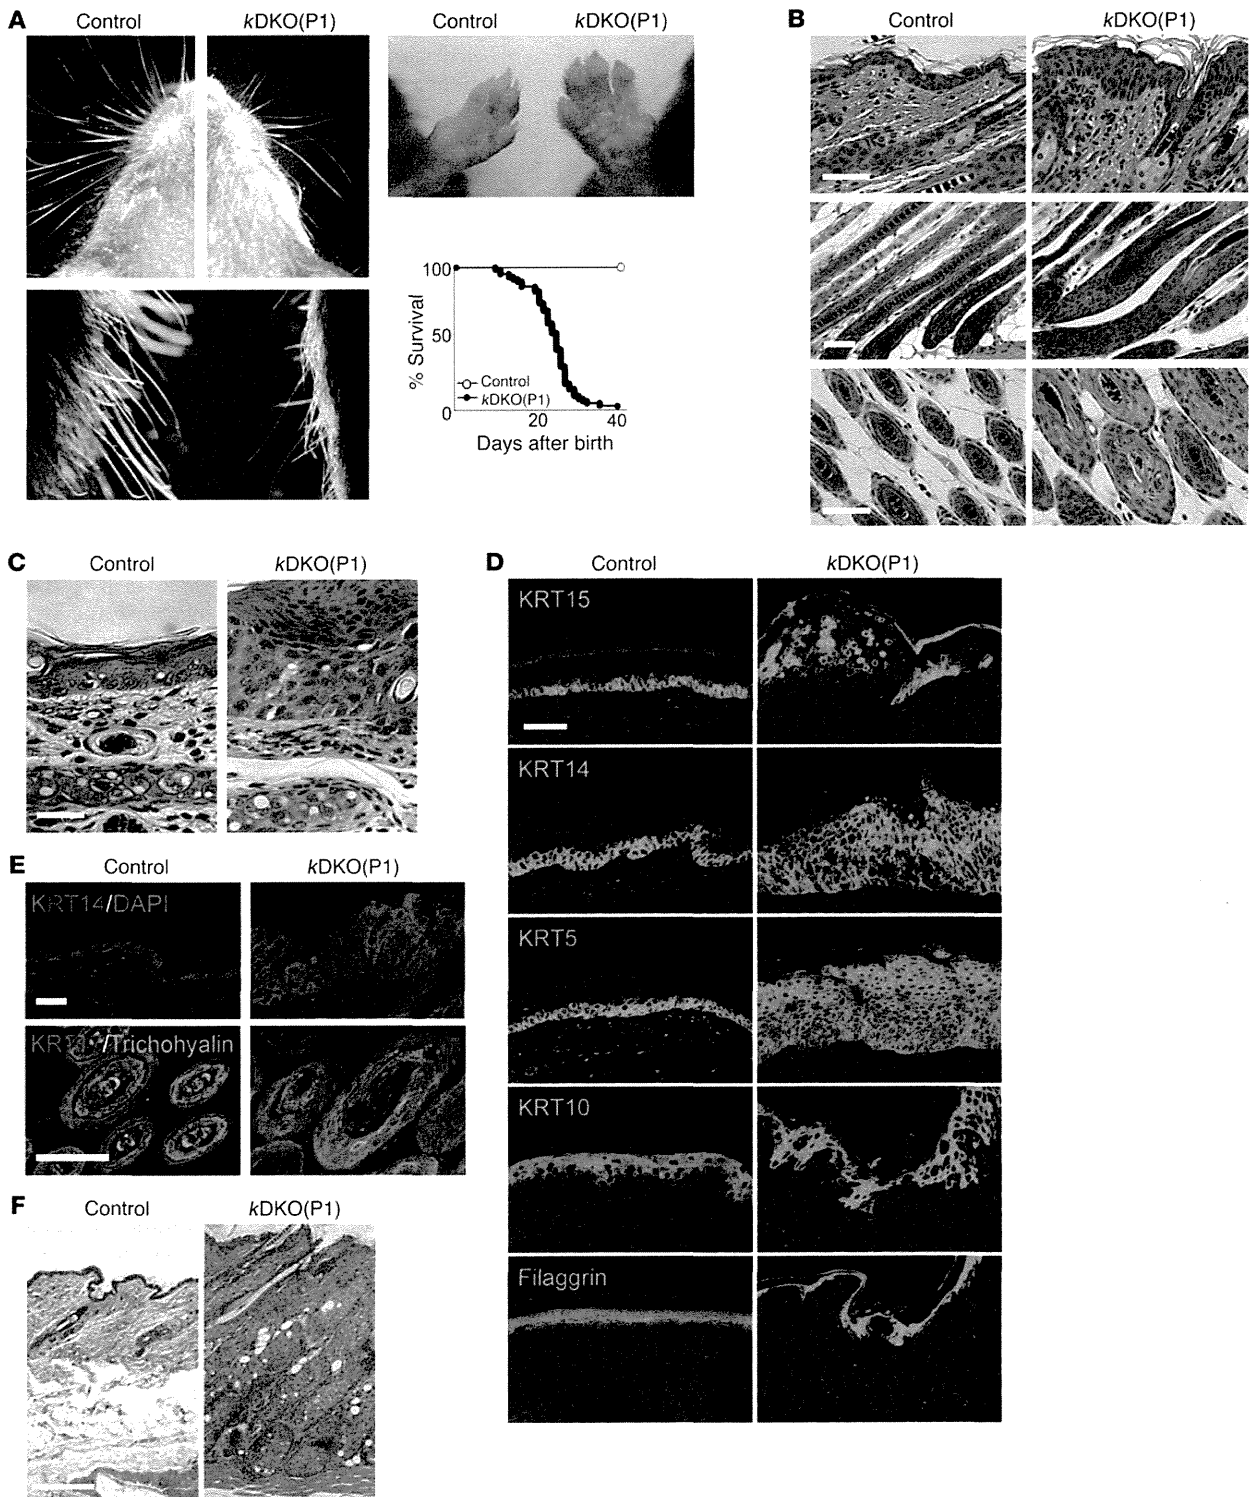 A
Control
kDKO(P1)
Control
kDKO(P1)
100
50
0
% Survival
Control
kDKO(P1)
20
40
Days after birth
B
Control
kDKO(P1)
C
Control
kDKO(P1)
D
Control
kDKO(P1)
KRT15
KRT14
KRT5
KRT10
Filaggrin
E
Control
kDKO(P1)
KRT14/DAPI
/Trichohyalin
F
Control
kDKO(P1)